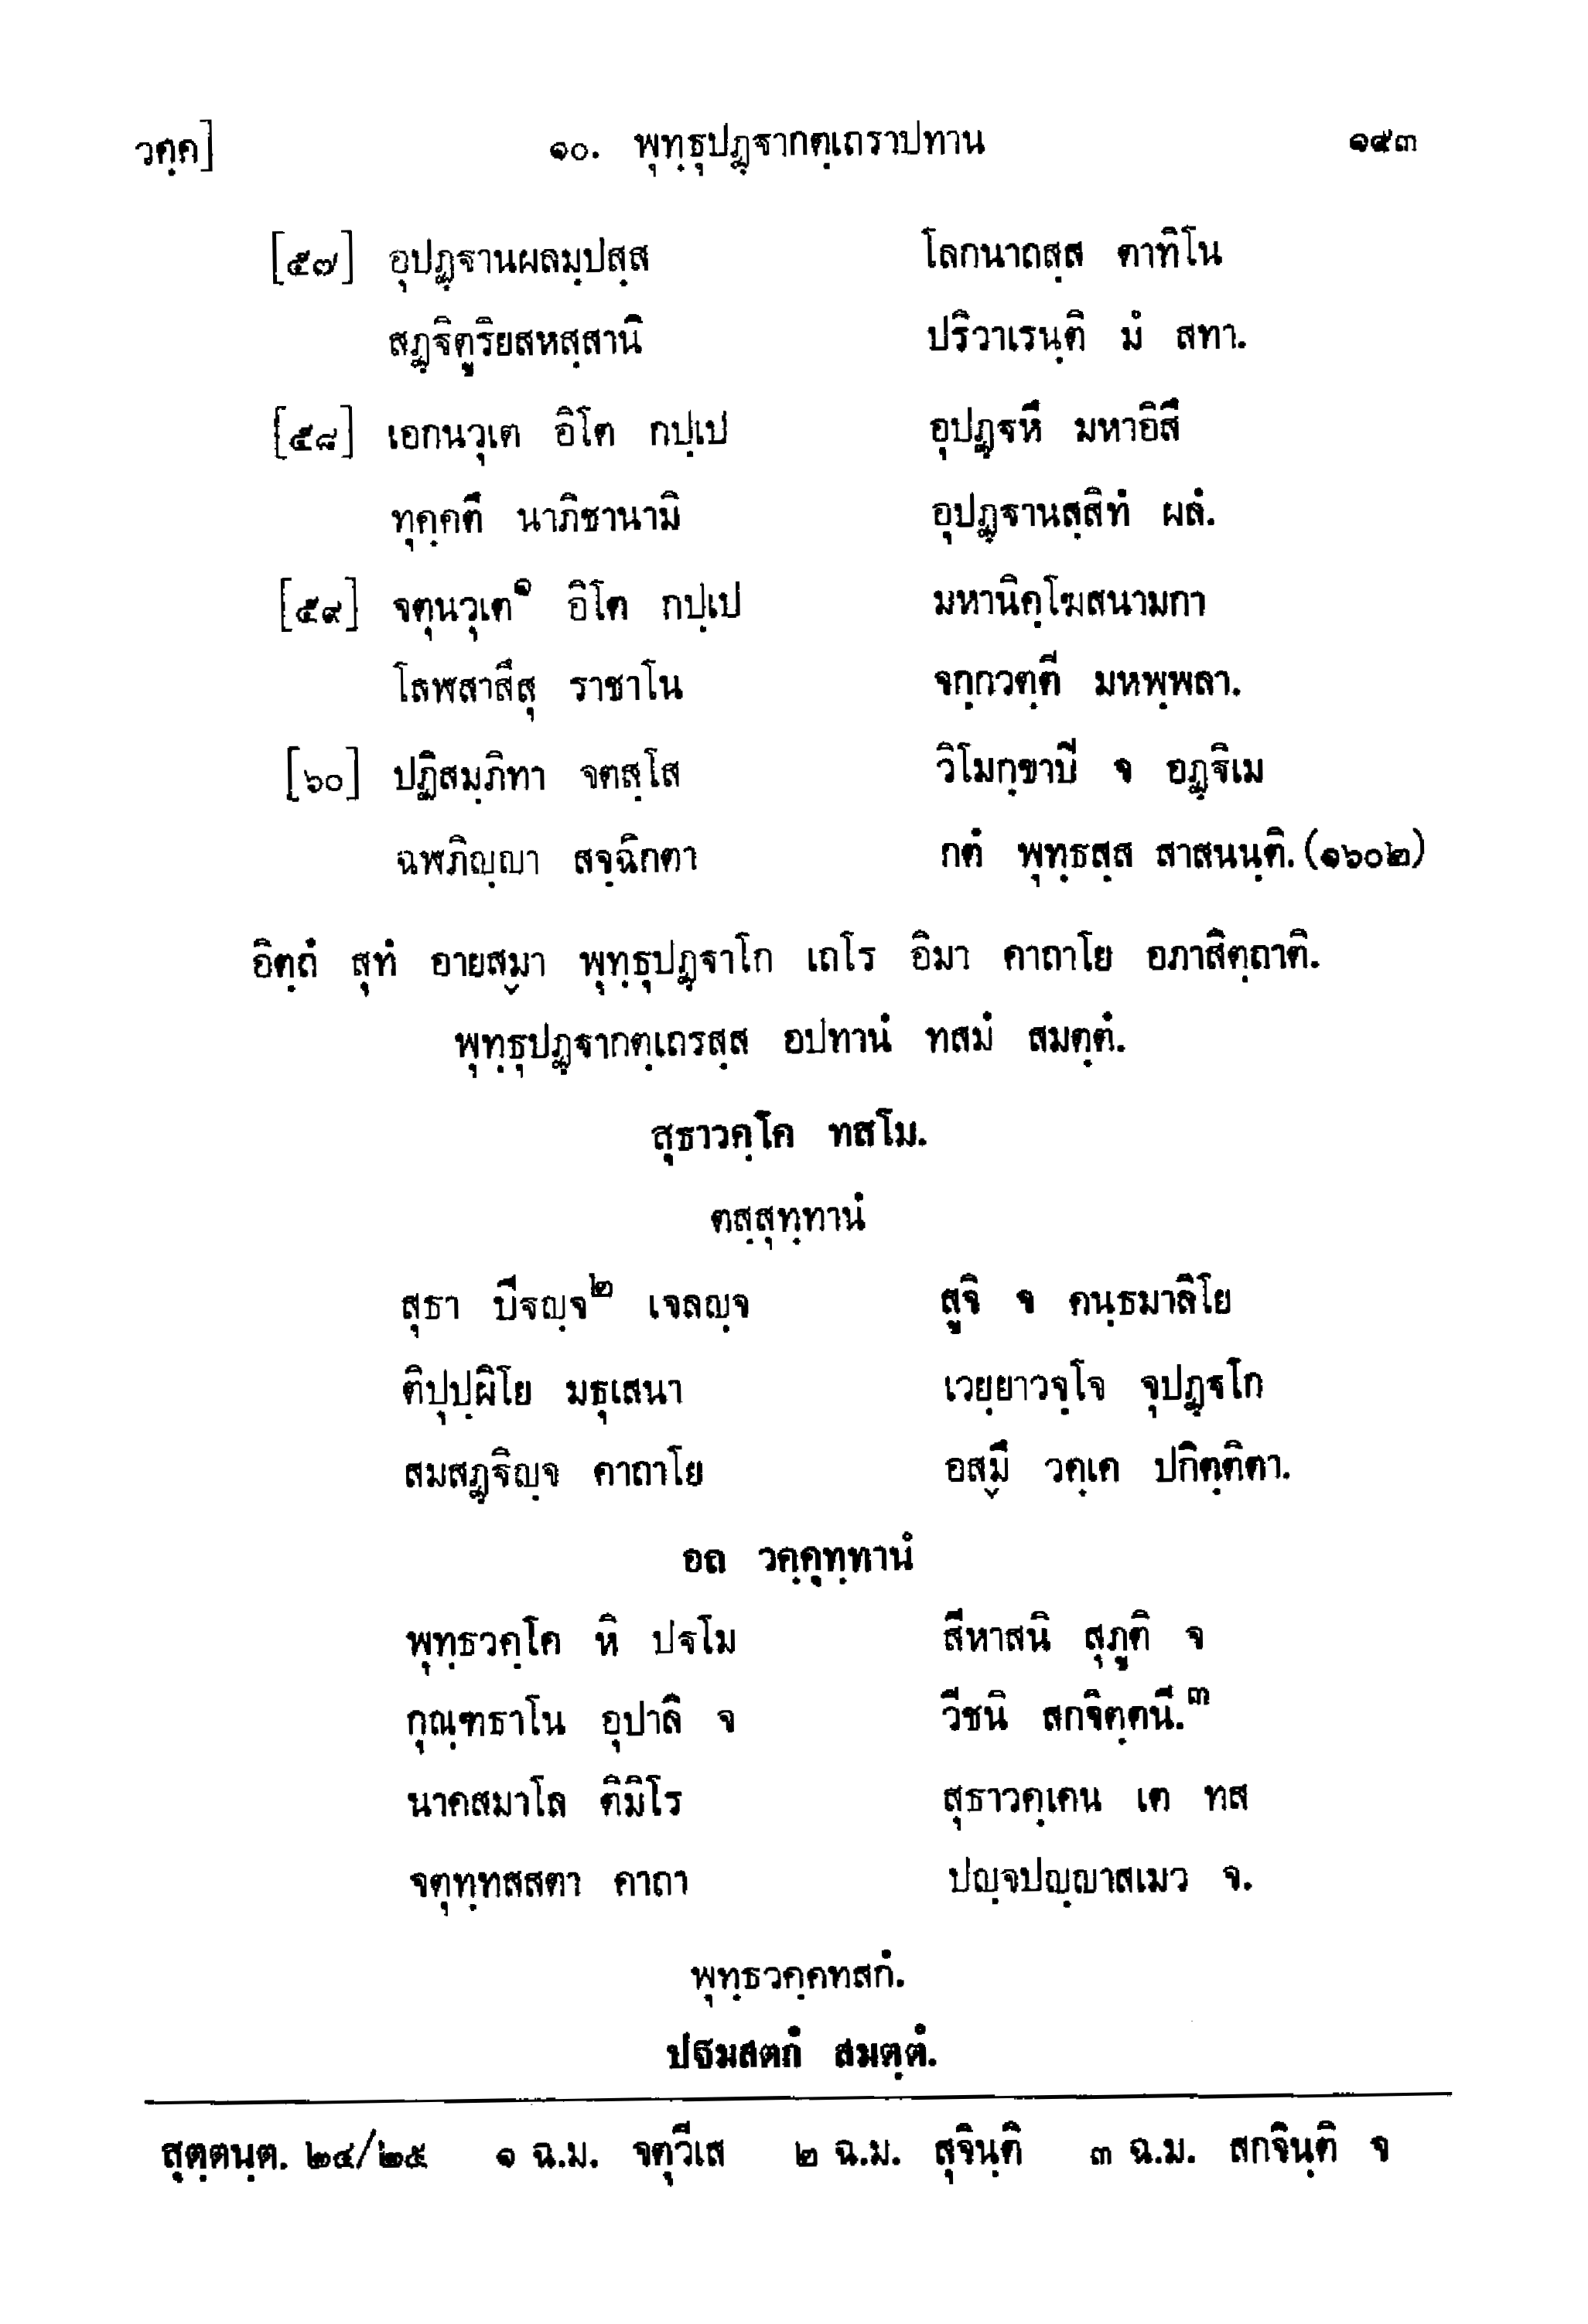 วคฺค] ๑๐. พุทฺธุปฏฺฐากตฺเถราปทาน ๑๙๓
[๕๗] อุปฏฺฐานผลมฺปสฺส โลกนาถสฺส ตาทิโน
สฏฺฐิตูริยสหสฺสานิ ปริวาเรนฺติ มํ สทา.
[๕๘] เอกนวุเต อิโต กปฺเป อุปฏฺฐหึ มหาอิสึ
ทุคฺคตึ นาภิชานามิ อุปฏฺฐานสฺสิทํ ผลํ.
[๕๙] จตุนวุเต๑ อิโต กปฺเป มหานิคฺโฆสนามกา
โสฬสาสึสุ ราชาโน จกฺกวตฺตี มหพฺพลา.
[๖๐] ปฏิสมฺภิทา จตสฺโส วิโมกฺขาปี จ อฏฺฐิเม
ฉฬภิญฺญา สจฺฉิกตา กตํ พุทฺธสฺส สาสนนฺติ. (๑๖๐๒)
อิตฺถํ สุทํ อายสฺมา พุทฺธุปฏฺฐาโก เถโร อิมา คาถาโย อภาสิตฺถาติ.
พุทฺธุปฏฺฐากตฺเถรสฺส อปทานํ ทสมํ สมตฺตํ.
สุธาวคฺโค ทสโม.
ตสฺสุทฺทานํ
สุธา ปีฐญฺจ๒ เจลญฺจ สูจิ จ คนฺธมาลิโย
ติปุปฺผิโย มธุเสนา เวยฺยาวจฺโจ จุปฏฺฐโก
สมสฏฺฐิญฺจ คาถาโย อสฺมึ วคฺเค ปกิตฺติตา.
อถ วคฺคุทฺทานํ
พุทฺธวคฺโค หิ ปฐโม สีหาสนิ สุภูติ จ
กุณฺฑธาโน อุปาลิ จ วีชนิ สกจิตฺตนี.๓
นาคสมาโล ติมิโร สุธาวคฺเคน เต ทส
จตุทฺทสสตา คาถา ปญฺจปญฺญาสเมว จ.
พุทฺธวคฺคทสกํ.
ปฐมสตกํ สมตฺตํ.
สุตฺตนฺต. ๒๔/๒๕ ๑ ฉ.ม. จตุวีเส ๒ ฉ.ม. สุจินฺติ ๓ ฉ.ม. สกจินฺติ จ